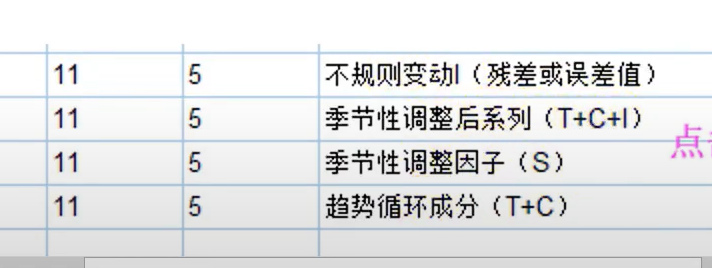 11 5 不规则变动I（残差或误差值）
11 5 季节性调整后系列（T+C+I）
11 5 季节性调整因子（S）
11 5 趋势循环成分（T+C）
点